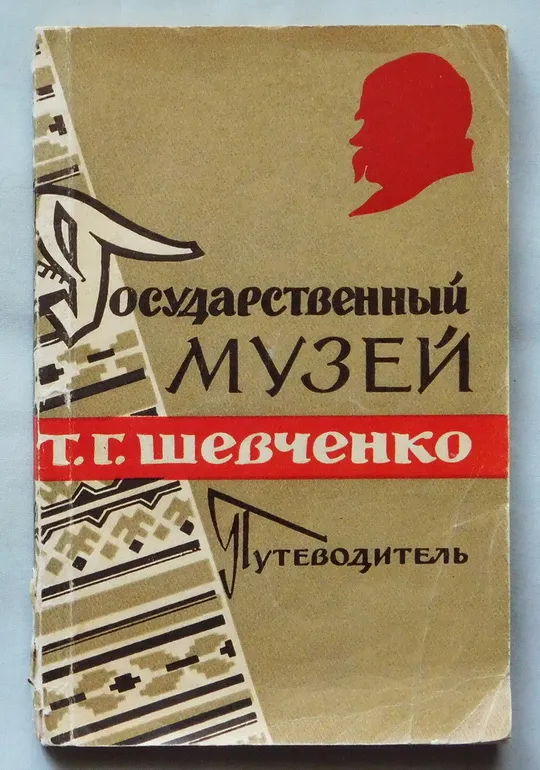 Государственный
МУЗЕЙ
Т.Г. ШЕВЧЕНКО
Путеводитель